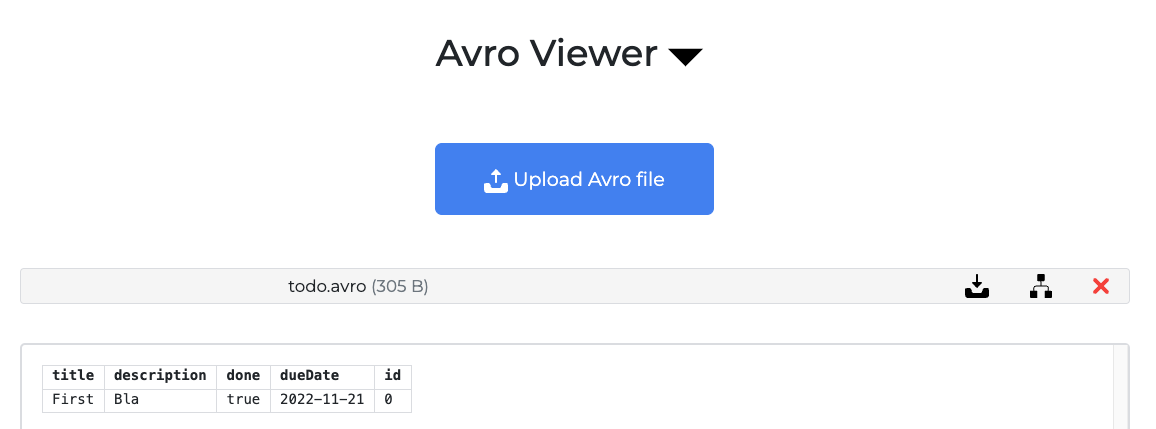 Avro Viewer
Upload Avro file
todo.avro (305 B)
title description done dueDate id
First Bla true 2022-11-21 0